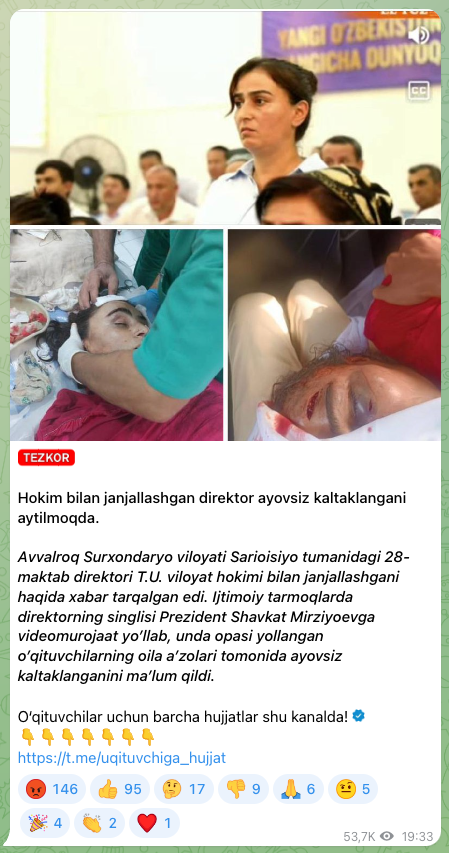 YANGI O'ZBEKISTON
NGICHA DUNYOQ
CC
TEZKOR
Hokim bilan janjallashgan direktor ayovsiz kaltaklangani
aytilmoqda.
Avvalroq Surxondaryo viloyati Sarioisiyo tumanidagi 28-
maktab direktori T.U. viloyat hokimi bilan janjallashgani
haqida xabar tarqalgan edi. Ijtimoiy tarmoqlarda
direktorning singlisi Prezident Shavkat Mirziyoevga
videomurojaat yo‘llab, unda opasi yollangan
o‘qituvchilarning oila a’zolari tomonida ayovsiz
kaltaklanganini ma’lum qildi.
O‘qituvchilar uchun barcha hujjatlar shu kanalda!
👇👇👇👇👇👇👇
https://t.me/uqituvchiga_hujjat
😡 146 👍 95 🤔 17 👎 9 🙏 6 🤨 5
🎉 4 👏 2 ❤️ 1
53,7K 19:33